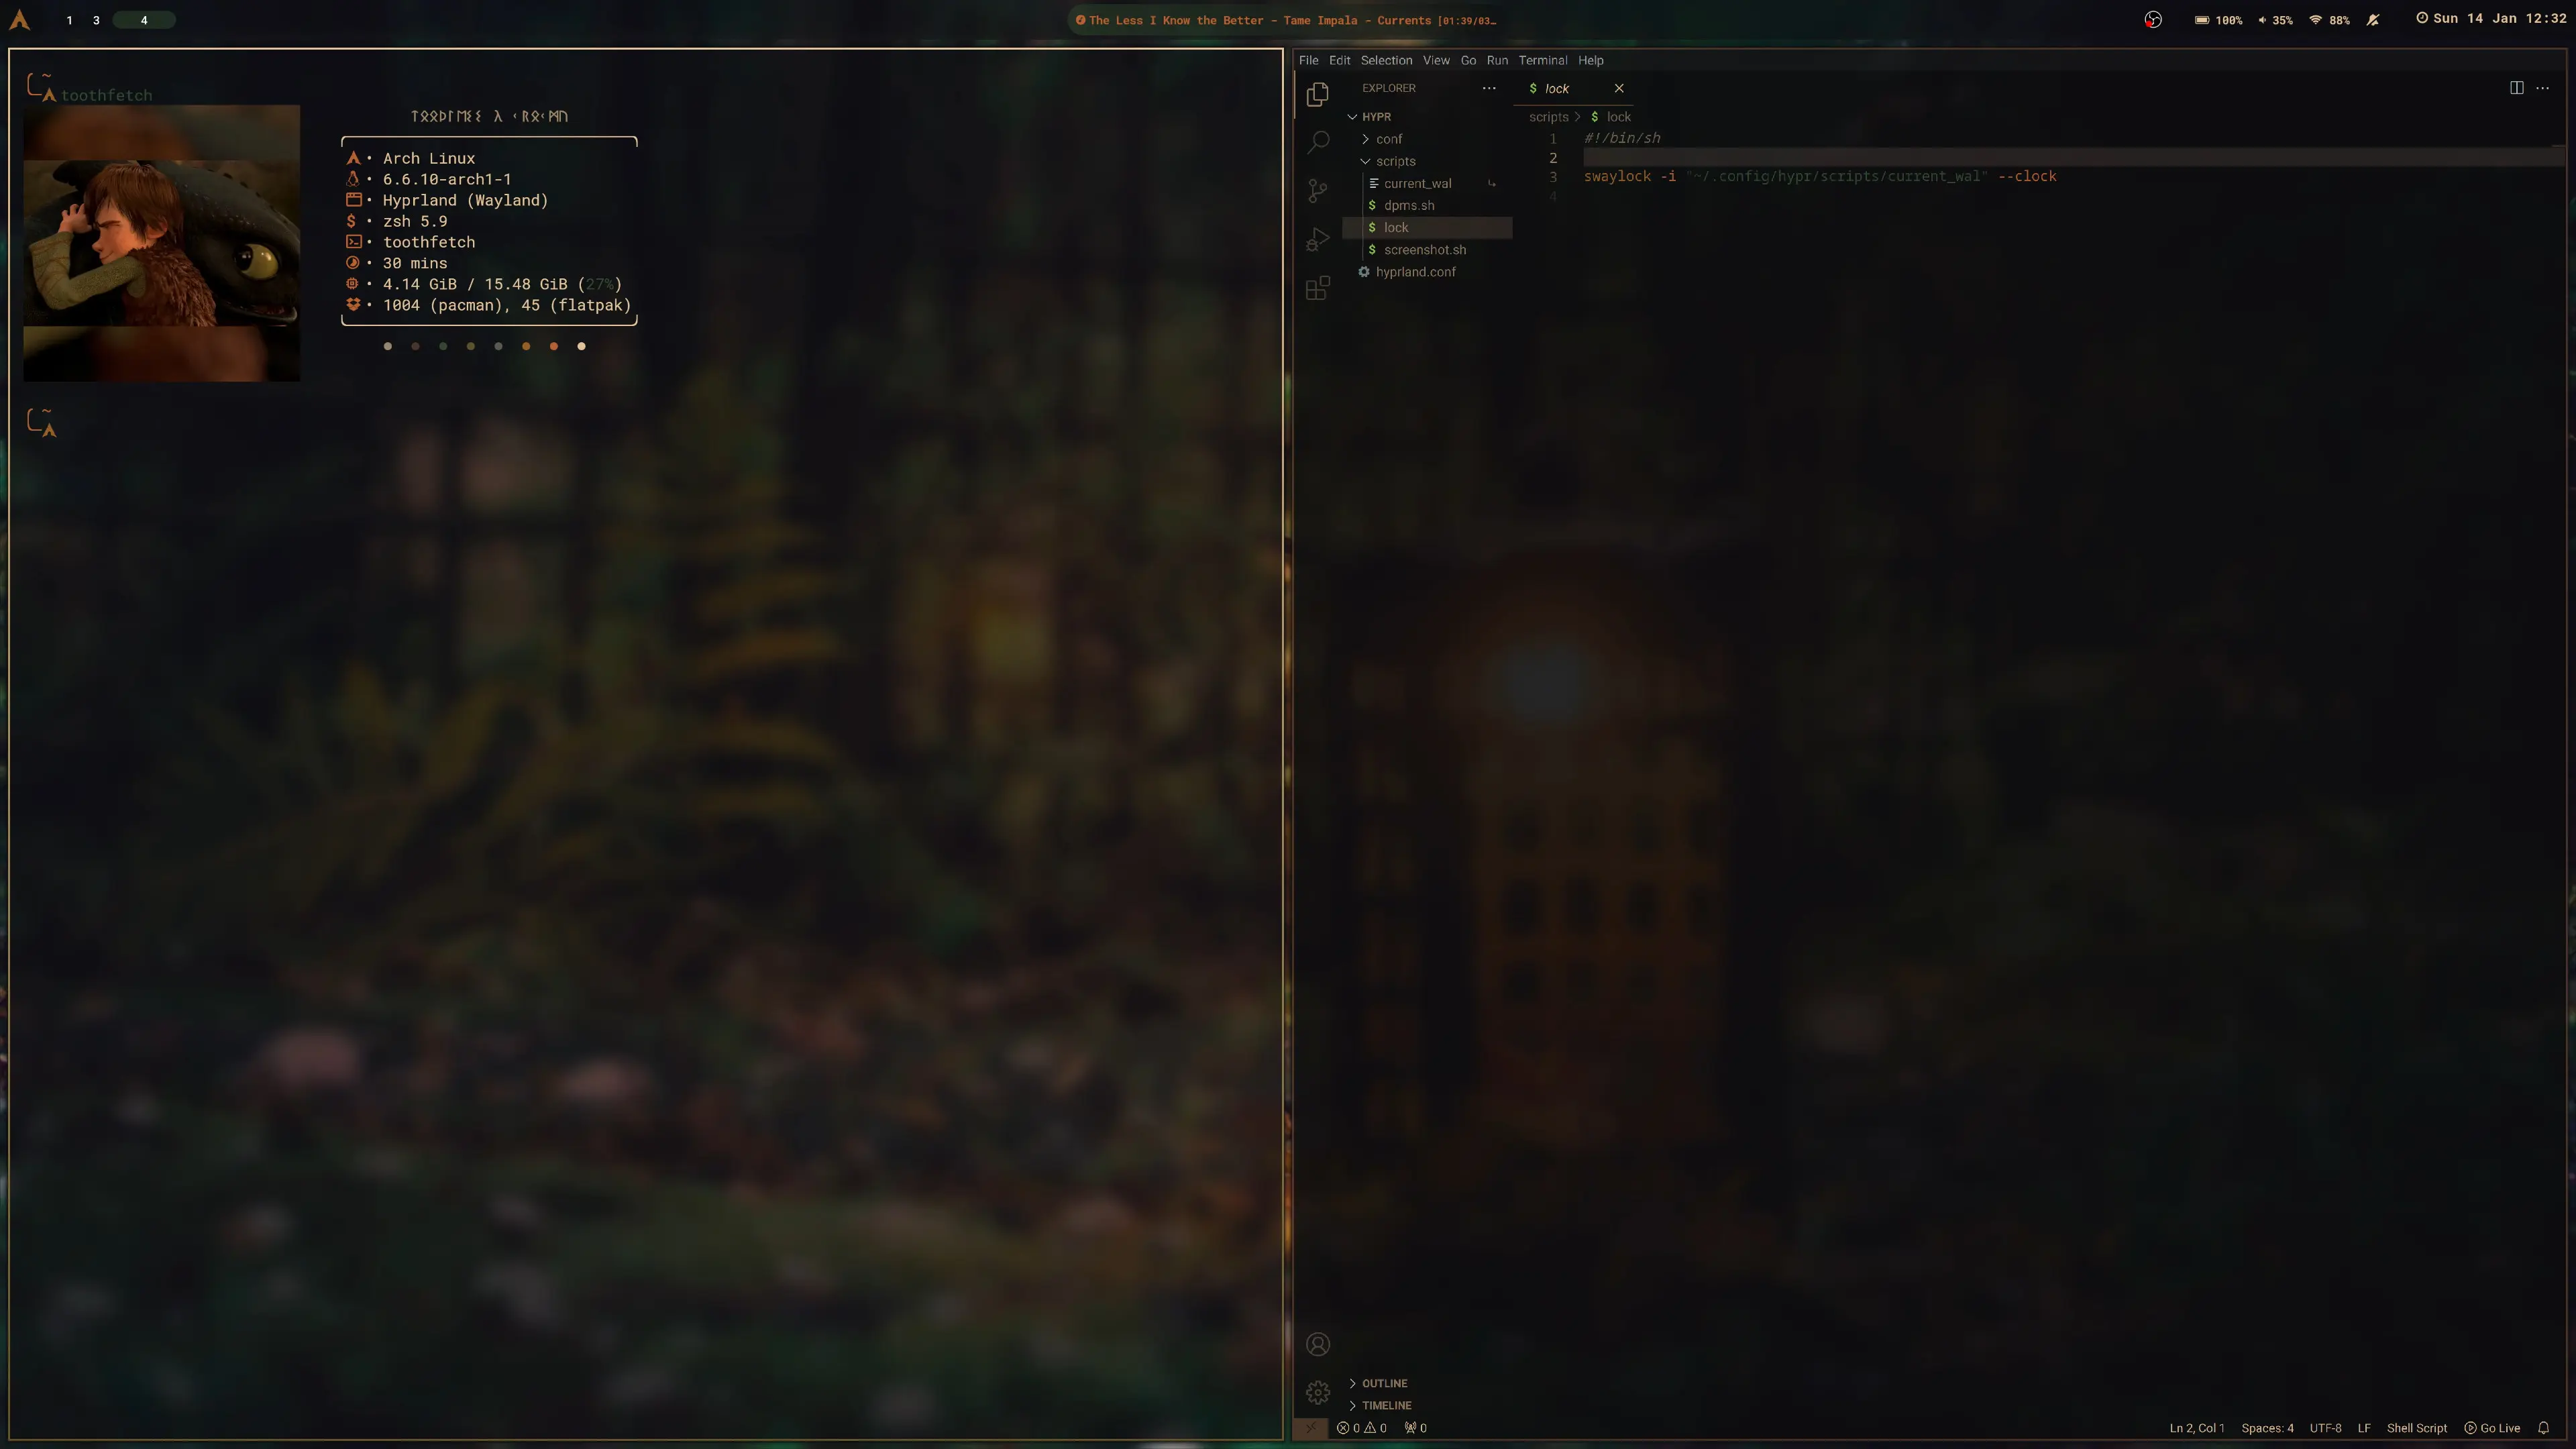 1 3 4
The Less I Know the Better - Tame Impala - Currents [01:39/03…
100% 35% 88% Sun 14 Jan 12:32
~
toothfetch
Arch Linux
6.6.10-arch1-1
Hyprland (Wayland)
zsh 5.9
toothfetch
30 mins
4.14 GiB / 15.48 GiB (27%)
1004 (pacman), 45 (flatpak)
~
File Edit Selection View Go Run Terminal Help
EXPLORER
HYPR
conf
scripts
current_wal
dpms.sh
lock
screenshot.sh
hyprland.conf
OUTLINE
TIMELINE
$ lock
scripts > $ lock
1 #!/bin/sh
2
3 swaylock -i "~/.config/hypr/scripts/current_wal" --clock
4
0 0 0
Ln 2, Col 1 Spaces: 4 UTF-8 LF Shell Script Go Live